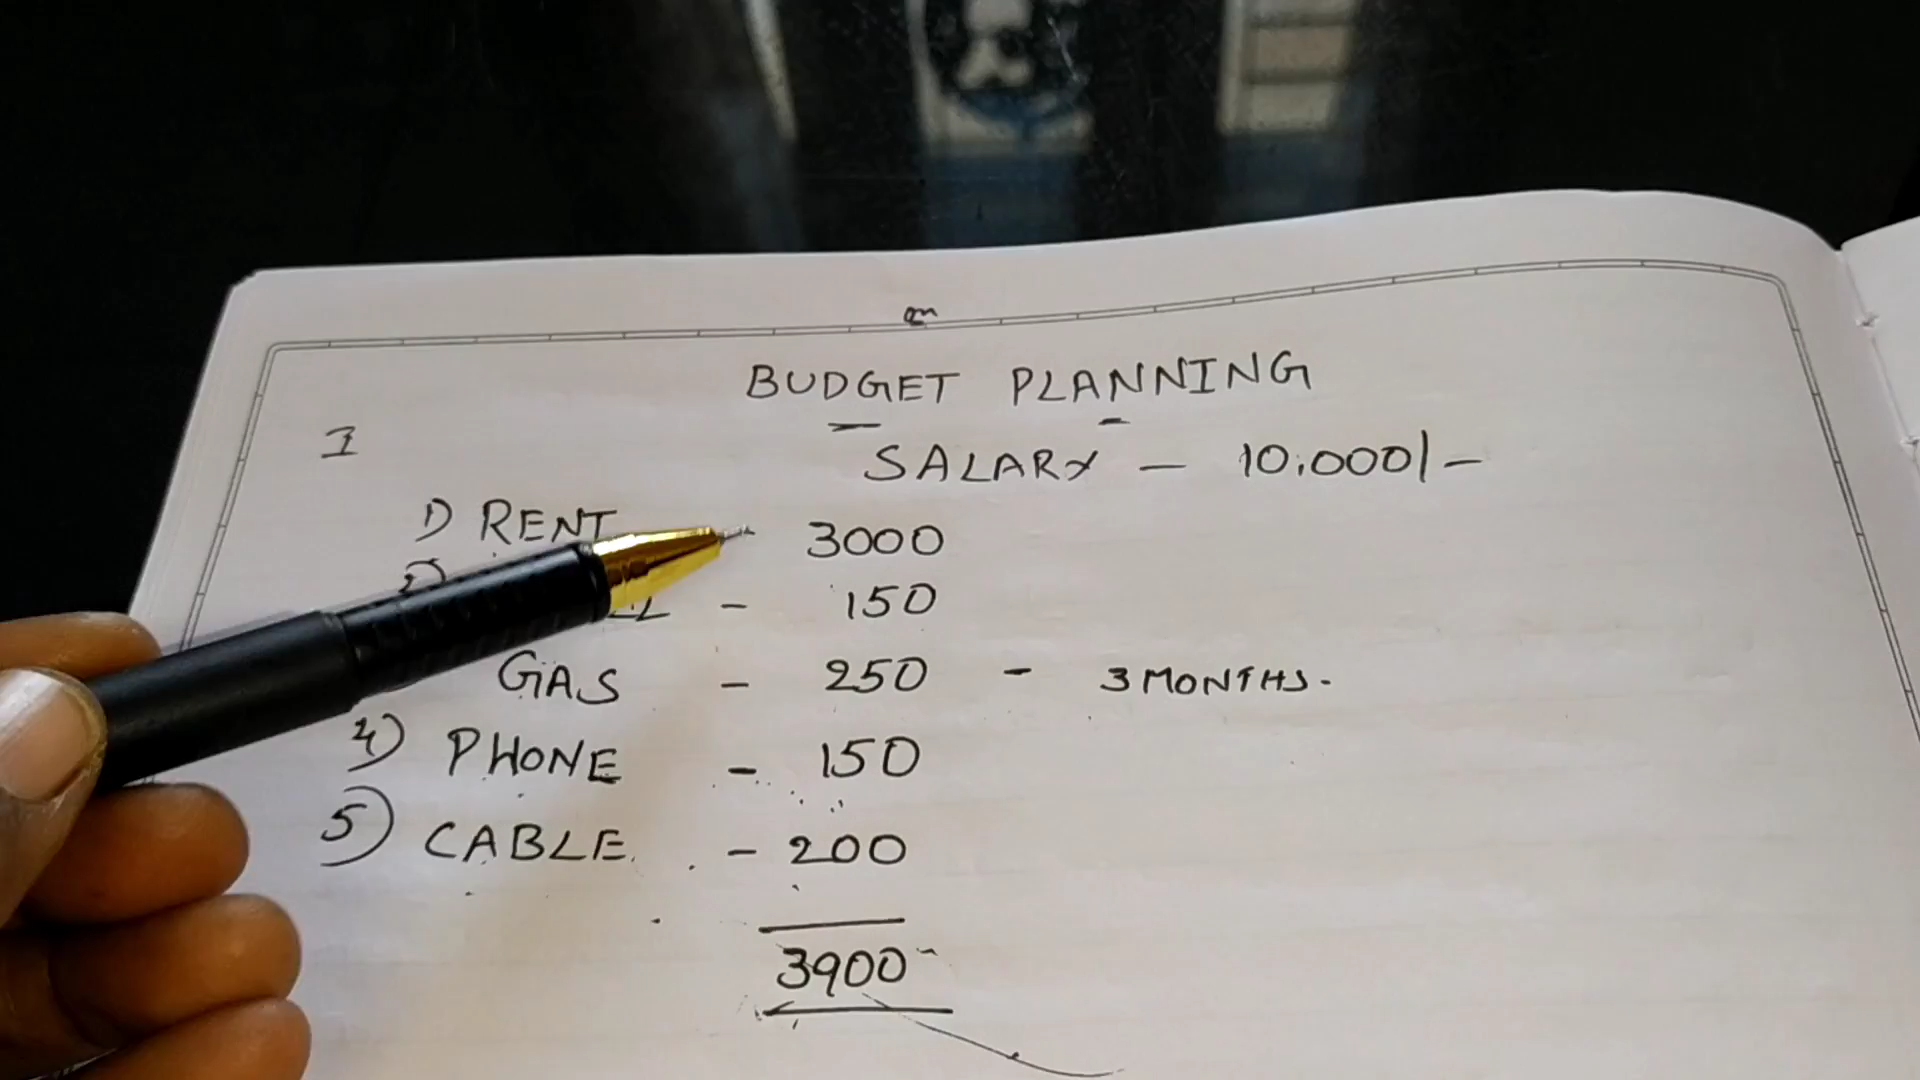 BUDGET PLANNING
I
SALARY - 10,000/-
1) RENT - 3000
2) - 150
GAS - 250 - 3 MONTHS.
4) PHONE - 150
5) CABLE. - 200
3900